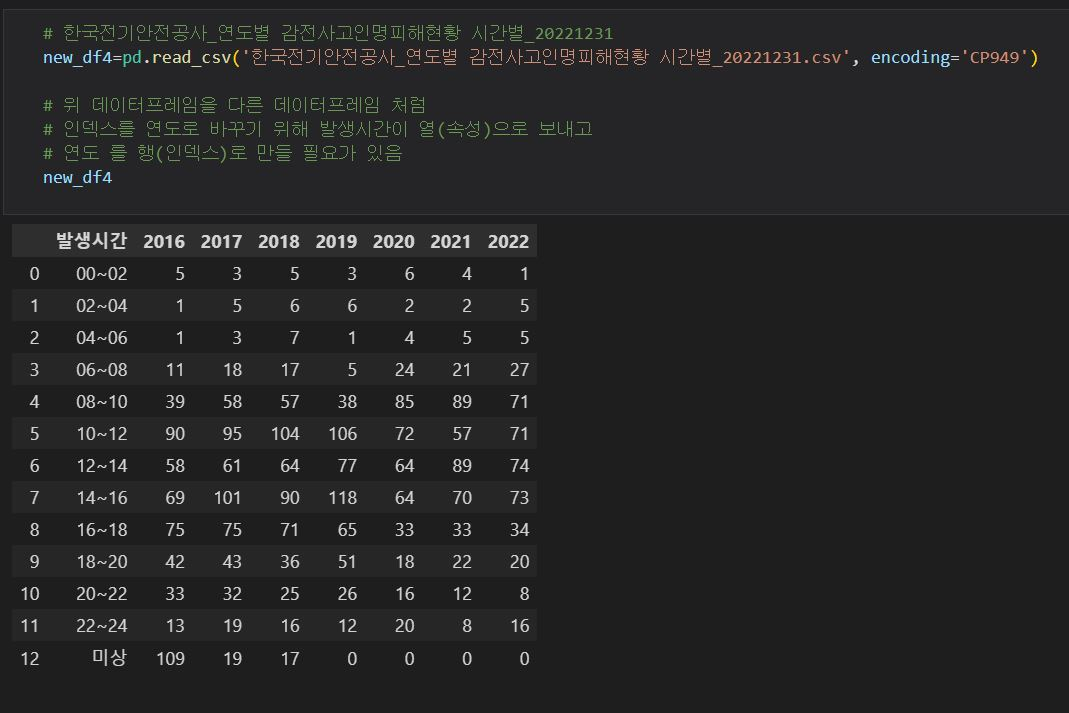 # 한국전기안전공사_연도별 감전사고인명피해현황 시간별_20221231
new_df4=pd.read_csv('한국전기안전공사_연도별 감전사고인명피해현황 시간별_20221231.csv', encoding='CP949')
# 위 데이터프레임을 다른 데이터프레임 처럼
# 인덱스를 연도로 바꾸기 위해 발생시간이 열(속성)으로 보내고
# 연도 를 행(인덱스)로 만들 필요가 있음
new_df4
발생시간 2016 2017 2018 2019 2020 2021 2022
0 00~02 5 3 5 3 6 4 1
1 02~04 1 5 6 6 2 2 5
2 04~06 1 3 7 1 4 5 5
3 06~08 11 18 17 5 24 21 27
4 08~10 39 58 57 38 85 89 71
5 10~12 90 95 104 106 72 57 71
6 12~14 58 61 64 77 64 89 74
7 14~16 69 101 90 118 64 70 73
8 16~18 75 75 71 65 33 33 34
9 18~20 42 43 36 51 18 22 20
10 20~22 33 32 25 26 16 12 8
11 22~24 13 19 16 12 20 8 16
12 미상 109 19 17 0 0 0 0